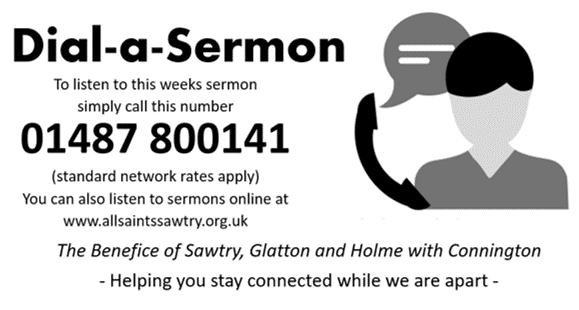 Dial-a-Sermon
To listen to this weeks sermon
simply call this number
01487 800141
(standard network rates apply)
You can also listen to sermons online at
www.allsaintssawtry.org.uk
The Benefice of Sawtry, Glatton and Holme with Connington
- Helping you stay connected while we are apart -